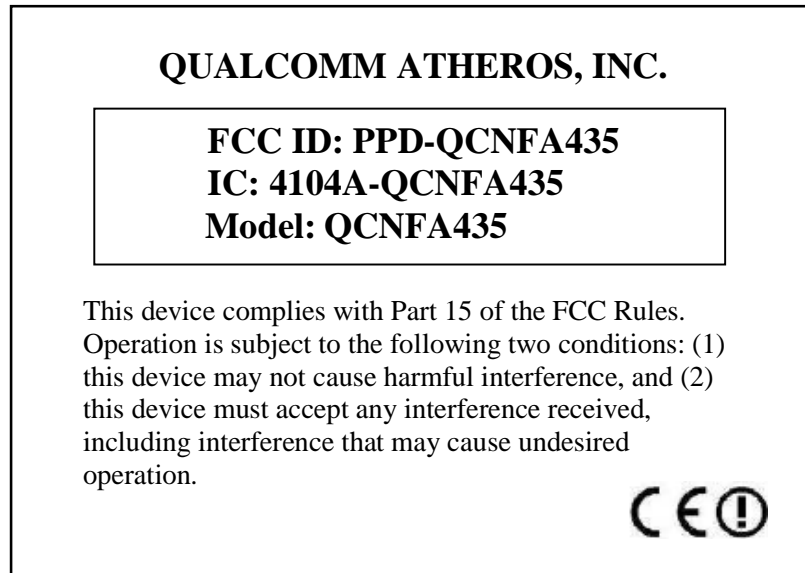 QUALCOMM ATHEROS, INC.
FCC ID: PPD-QCNFA435
IC: 4104A-QCNFA435
Model: QCNFA435
This device complies with Part 15 of the FCC Rules.
Operation is subject to the following two conditions: (1)
this device may not cause harmful interference, and (2)
this device must accept any interference received,
including interference that may cause undesired
operation.
CE!